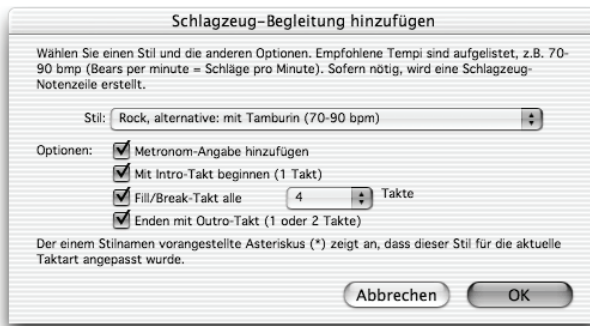 Schlagzeug-Begleitung hinzufügen
Wählen Sie einen Stil und die anderen Optionen. Empfohlene Tempi sind aufgelistet, z.B. 70-
90 bmp (Bears per minute = Schläge pro Minute). Sofern nötig, wird eine Schlagzeug-
Notenzeile erstellt.
Stil: Rock, alternative: mit Tamburin (70-90 bpm)
Optionen: Metronom-Angabe hinzufügen
Mit Intro-Takt beginnen (1 Takt)
Fill/Break-Takt alle 4 Takte
Enden mit Outro-Takt (1 oder 2 Takte)
Der einem Stilnamen vorangestellte Asteriskus (*) zeigt an, dass dieser Stil für die aktuelle
Taktart angepasst wurde.
Abbrechen OK